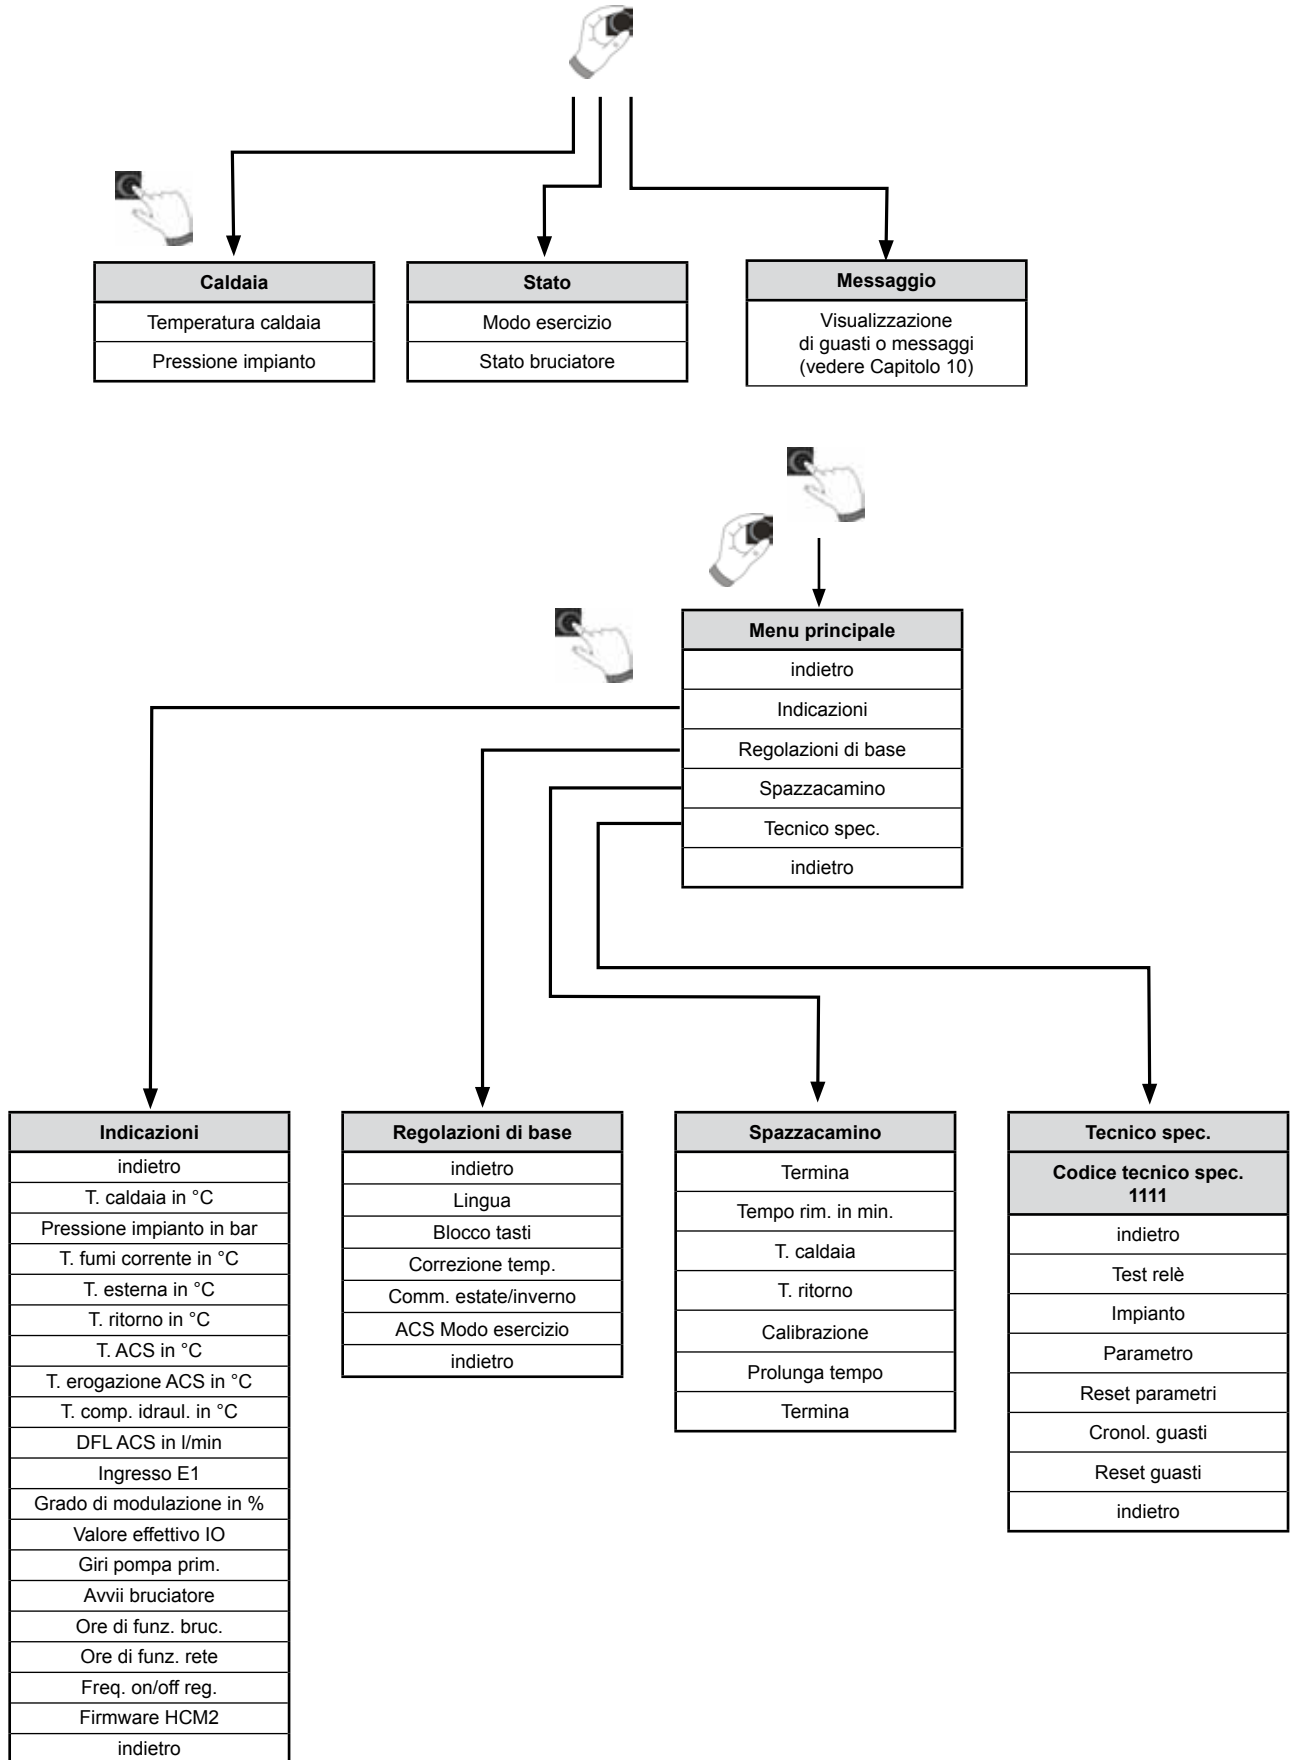 Caldaia
Temperatura caldaia
Pressione impianto
Stato
Modo esercizio
Stato bruciatore
Messaggio
Visualizzazione
di guasti o messaggi
(vedere Capitolo 10)
Menu principale
indietro
Indicazioni
Regolazioni di base
Spazzacamino
Tecnico spec.
indietro
Indicazioni
indietro
T. caldaia in °C
Pressione impianto in bar
T. fumi corrente in °C
T. esterna in °C
T. ritorno in °C
T. ACS in °C
T. erogazione ACS in °C
T. comp. idraul. in °C
DFL ACS in l/min
Ingresso E1
Grado di modulazione in %
Valore effettivo IO
Giri pompa prim.
Avvii bruciatore
Ore di funz. bruc.
Ore di funz. rete
Freq. on/off reg.
Firmware HCM2
indietro
Regolazioni di base
indietro
Lingua
Blocco tasti
Correzione temp.
Comm. estate/inverno
ACS Modo esercizio
indietro
Spazzacamino
Termina
Tempo rim. in min.
T. caldaia
T. ritorno
Calibrazione
Prolunga tempo
Termina
Tecnico spec.
Codice tecnico spec.
1111
indietro
Test relè
Impianto
Parametro
Reset parametri
Cronol. guasti
Reset guasti
indietro